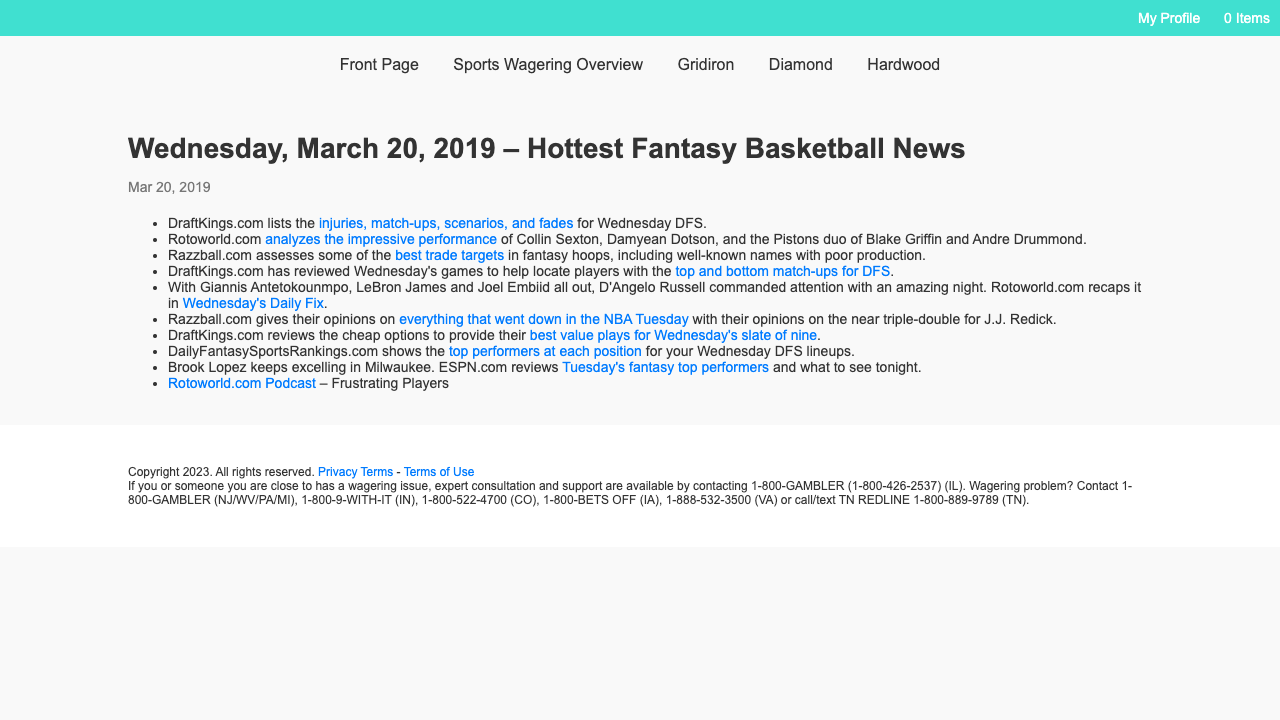 My Profile 0 Items
Front Page Sports Wagering Overview Gridiron Diamond Hardwood
Wednesday, March 20, 2019 – Hottest Fantasy Basketball News
Mar 20, 2019
• DraftKings.com lists the injuries, match-ups, scenarios, and fades for Wednesday DFS.
• Rotoworld.com analyzes the impressive performance of Collin Sexton, Damyean Dotson, and the Pistons duo of Blake Griffin and Andre Drummond.
• Razzball.com assesses some of the best trade targets in fantasy hoops, including well-known names with poor production.
• DraftKings.com has reviewed Wednesday's games to help locate players with the top and bottom match-ups for DFS.
• With Giannis Antetokounmpo, LeBron James and Joel Embiid all out, D'Angelo Russell commanded attention with an amazing night. Rotoworld.com recaps it
in Wednesday's Daily Fix.
• Razzball.com gives their opinions on everything that went down in the NBA Tuesday with their opinions on the near triple-double for J.J. Redick.
• DraftKings.com reviews the cheap options to provide their best value plays for Wednesday's slate of nine.
• DailyFantasySportsRankings.com shows the top performers at each position for your Wednesday DFS lineups.
• Brook Lopez keeps excelling in Milwaukee. ESPN.com reviews Tuesday's fantasy top performers and what to see tonight.
• Rotoworld.com Podcast – Frustrating Players
Copyright 2023. All rights reserved. Privacy Terms - Terms of Use
If you or someone you are close to has a wagering issue, expert consultation and support are available by contacting 1-800-GAMBLER (1-800-426-2537) (IL). Wagering problem? Contact 1-
800-GAMBLER (NJ/WV/PA/MI), 1-800-9-WITH-IT (IN), 1-800-522-4700 (CO), 1-800-BETS OFF (IA), 1-888-532-3500 (VA) or call/text TN REDLINE 1-800-889-9789 (TN).